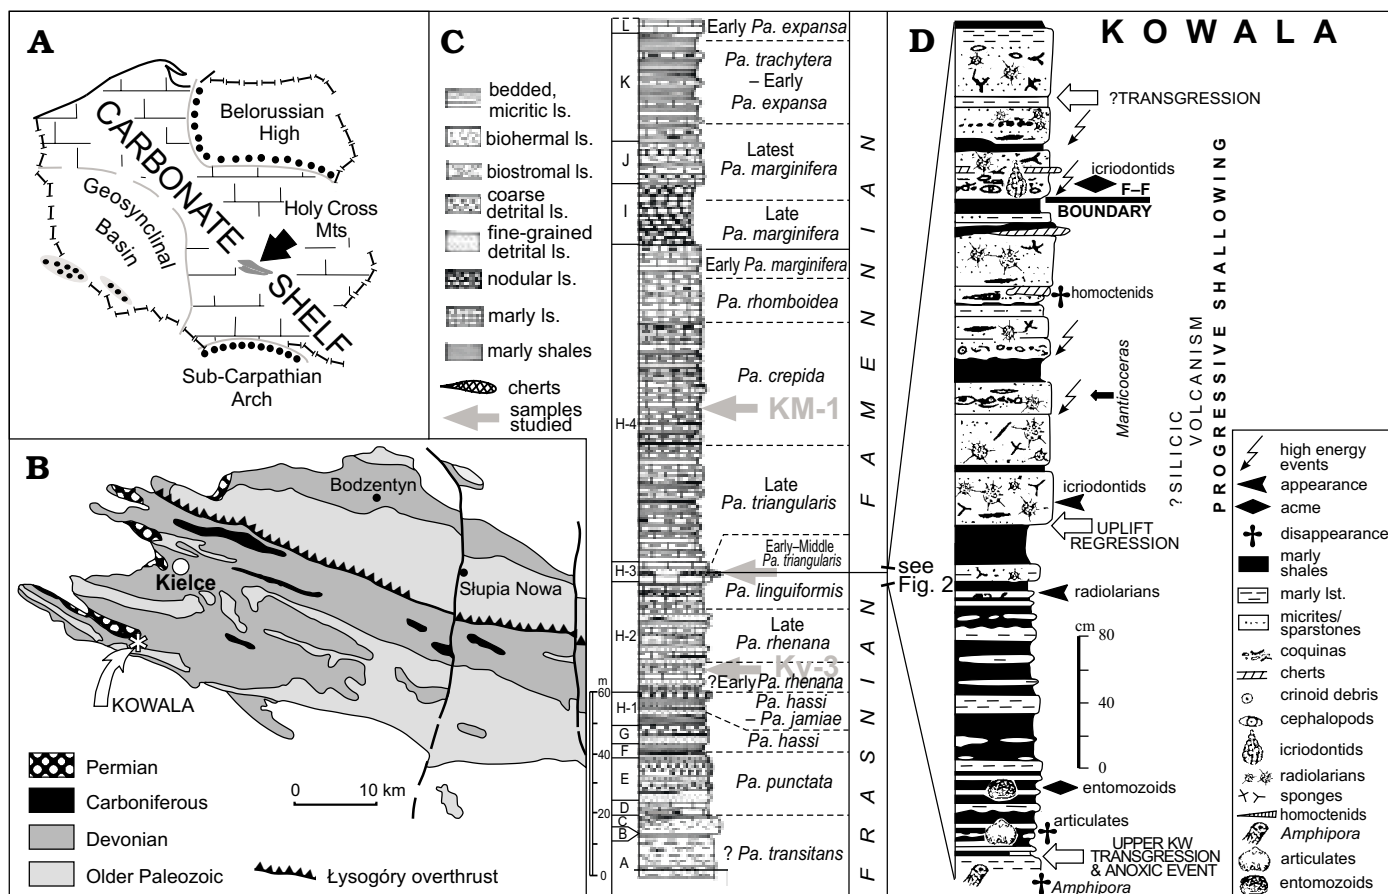 A
Belorussian
High
CARBONATE SHELF
Geosynclinal
Basin
Holy Cross
Mts
Sub-Carpathian
Arch
B
Bodzentyn
Kielce
Słupia Nowa
KOWALA
Permian
Carboniferous
Devonian
Older Paleozoic
0 10 km
Łysogóry overthrust
C
bedded,
micritic ls.
biohermal ls.
biostromal ls.
coarse
detrital ls.
fine-grained
detrital ls.
nodular ls.
marly ls.
marly shales
cherts
samples
studied
L
K
J
I
H-4
H-3
H-2
H-1
G
F
E
D
C
B
A
m
60
40
20
0
Early Pa. expansa
Pa. trachytera
– Early
Pa. expansa
Latest
Pa. marginifera
Late
Pa. marginifera
Early Pa. marginifera
Pa. rhomboidea
Pa. crepida
KM-1
Late
Pa. triangularis
Early–Middle
Pa. triangularis
Pa. linguiformis
Late
Pa. rhenana
Kv-3
?Early Pa. rhenana
Pa. hassi
– Pa. jamiae
Pa. hassi
Pa. punctata
? Pa. transitans
FAMENNIAN
FRASNIAN
see
Fig. 2
D
KOWALA
?TRANSGRESSION
icriodontids
F–F
BOUNDARY
homoctenids
Manticoceras
?SILICIC
VOLCANISM
PROGRESSIVE SHALLOWING
icriodontids
UPLIFT
REGRESSION
radiolarians
cm
80
40
0
entomozoids
articulates
UPPER KW
TRANSGRESSION
& ANOXIC EVENT
Amphipora
high energy
events
appearance
acme
disappearance
marly
shales
marly lst.
micrites/
sparstones
coquinas
cherts
crinoid debris
cephalopods
icriodontids
radiolarians
sponges
homoctenids
Amphipora
articulates
entomozoids